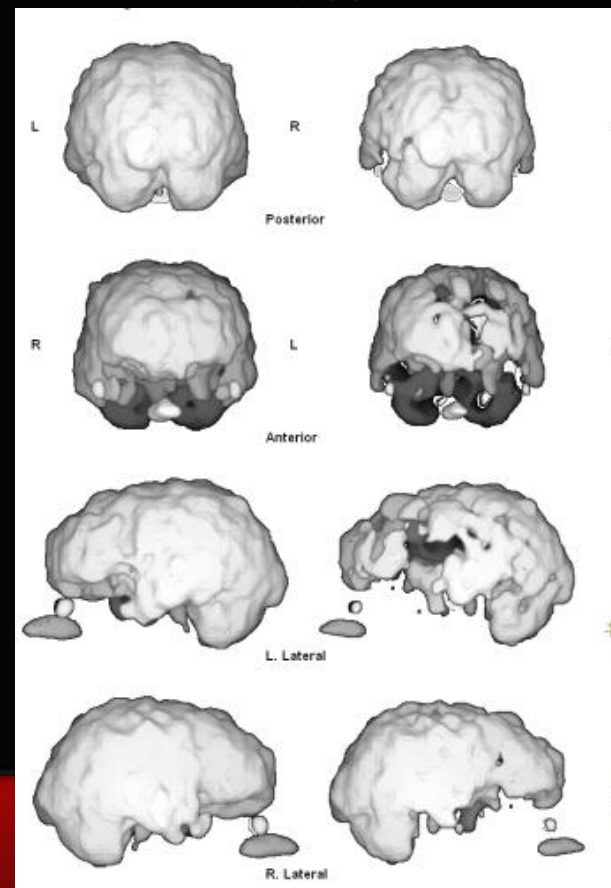 L R
Posterior
R L
Anterior
L. Lateral
R. Lateral